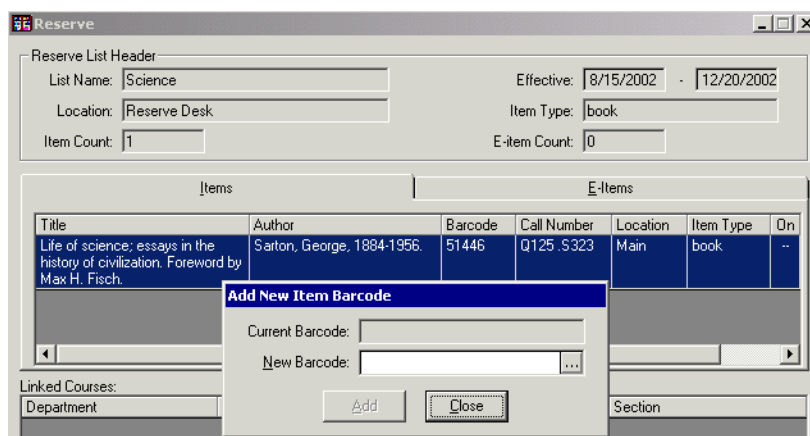 Reserve
Reserve List Header
List Name: Science Effective: 8/15/2002 - 12/20/2002
Location: Reserve Desk Item Type: book
Item Count: 1 E-item Count: 0
Items E-Items
Title Author Barcode Call Number Location Item Type On
Life of science; essays in the Sarton, George, 1884-1956. 51446 Q125 .S323 Main book --
history of civilization. Foreword by
Max H. Fisch.
Add New Item Barcode
Current Barcode:
New Barcode: ...
Linked Courses:
Add Close
Department Section